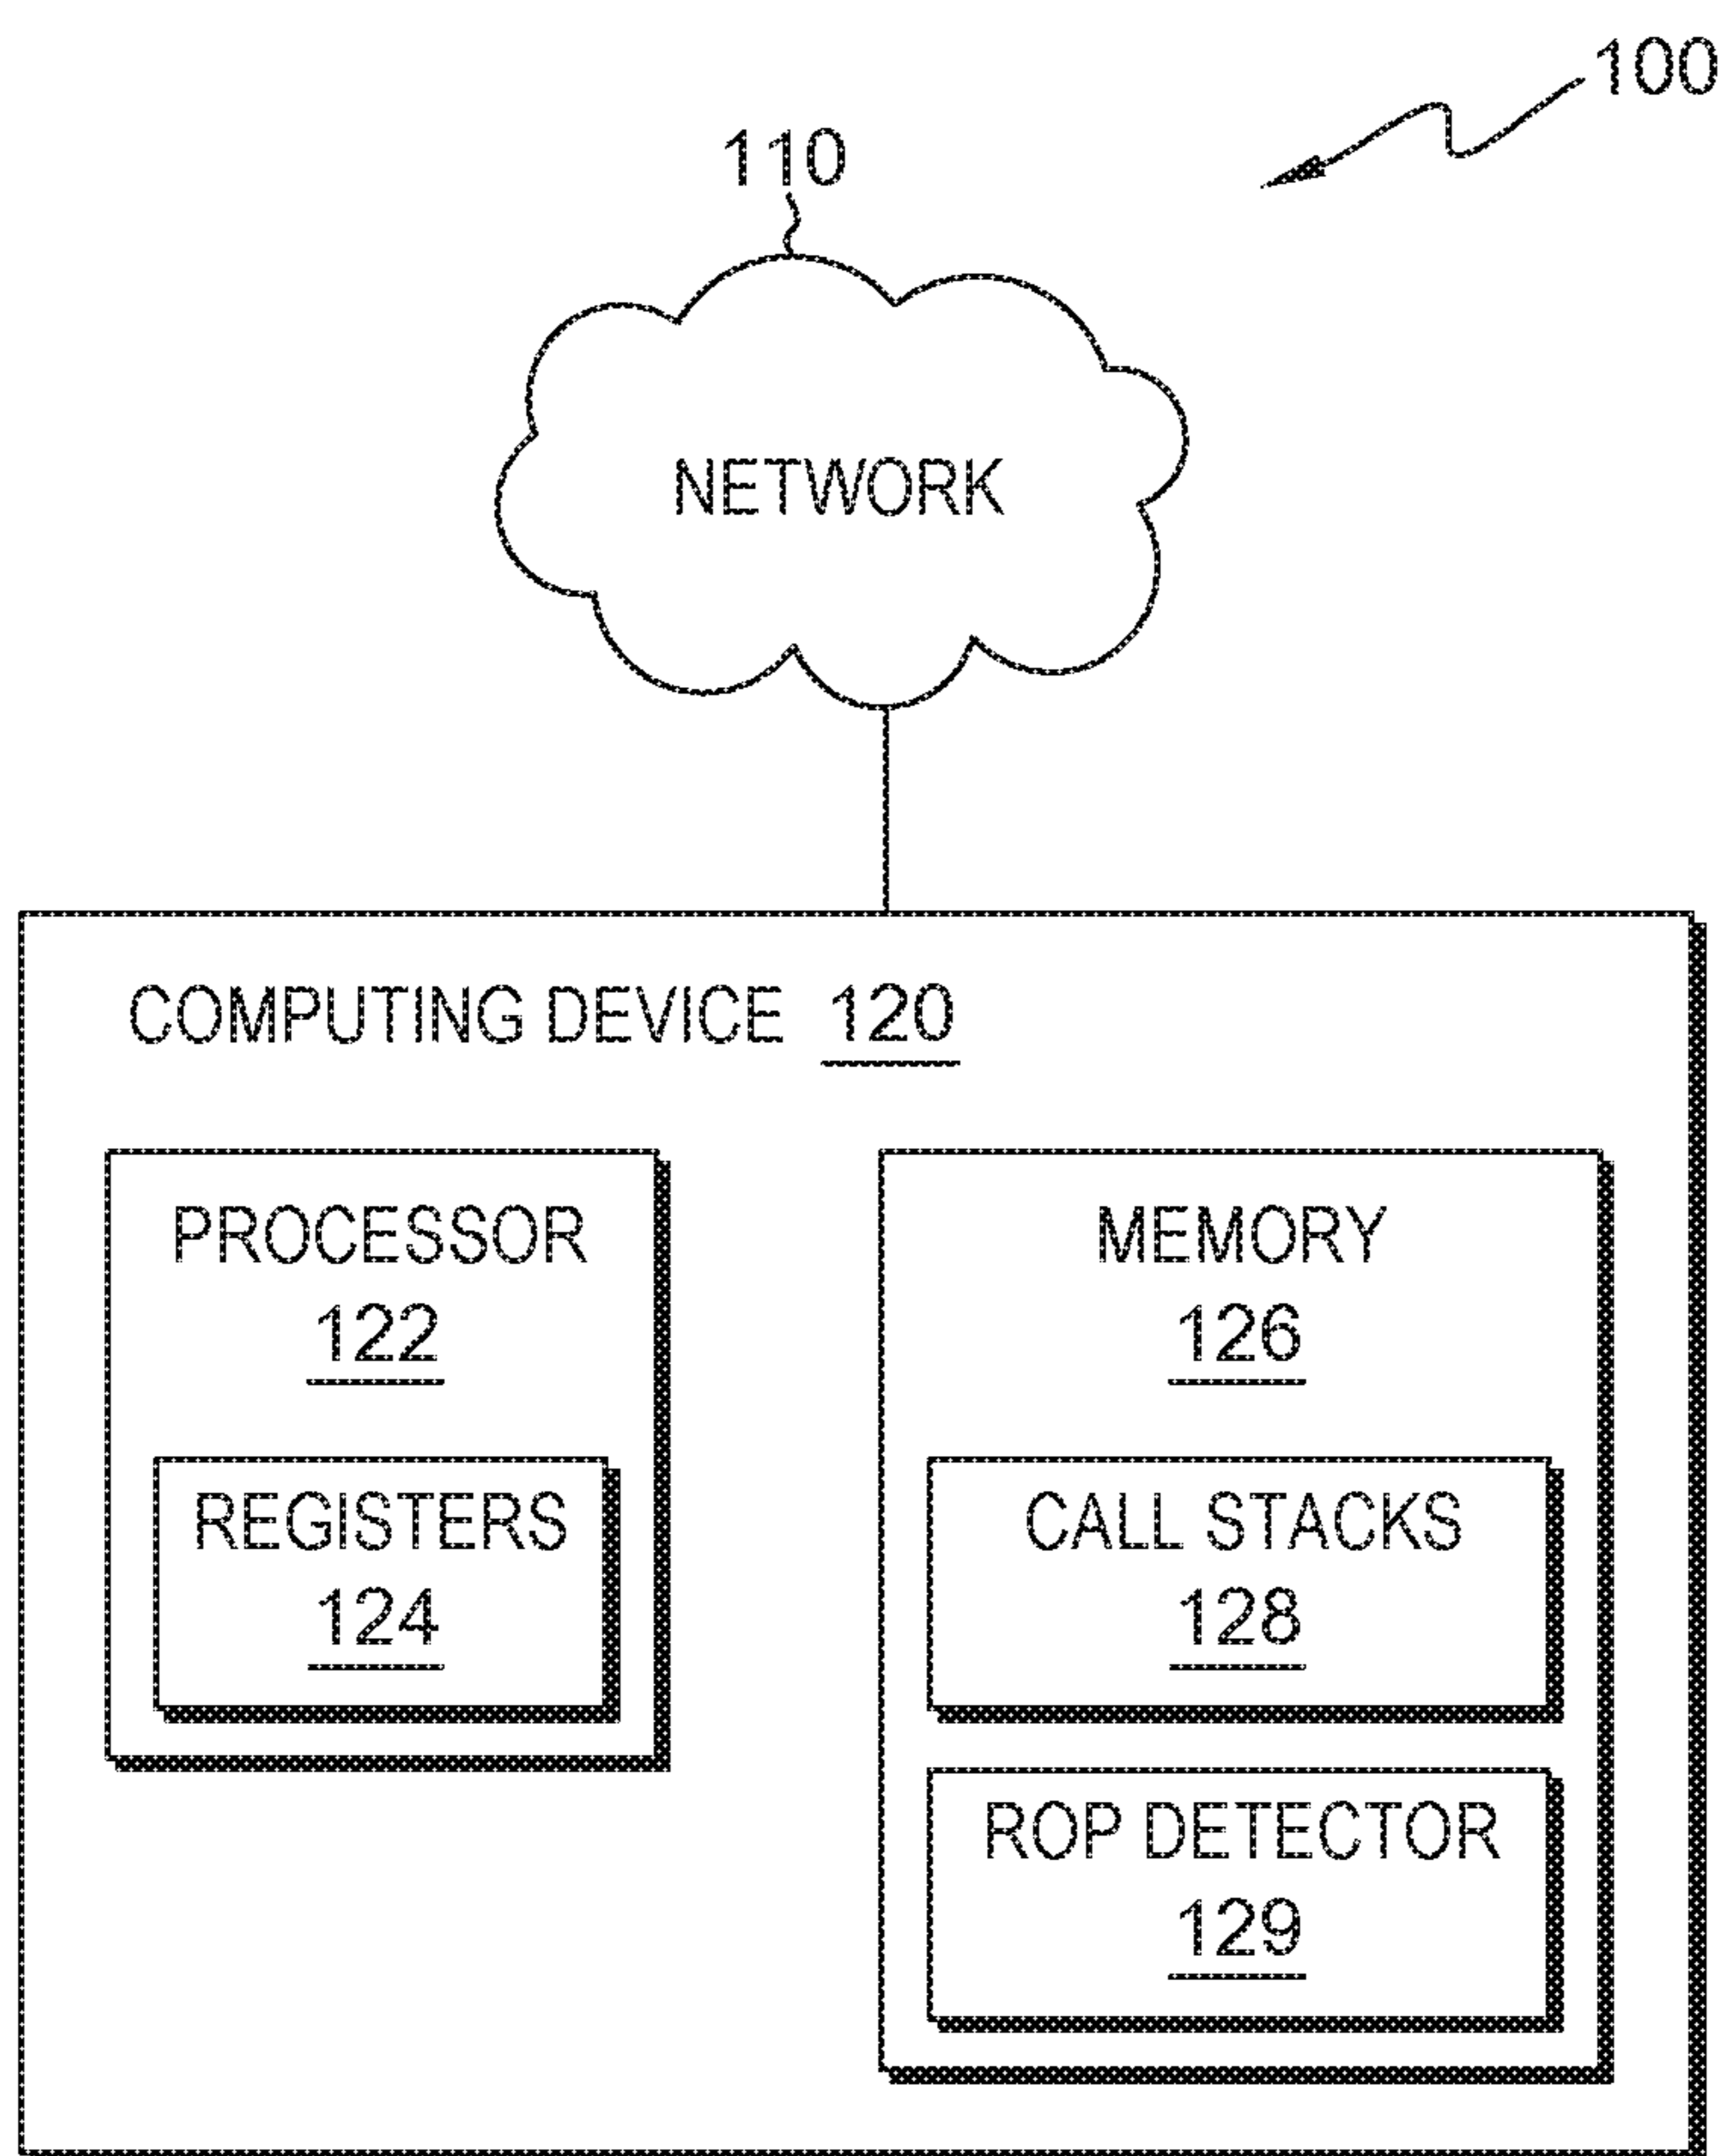 100
110
NETWORK
COMPUTING DEVICE 120
PROCESSOR
122
REGISTERS
124
MEMORY
126
CALL STACKS
128
ROP DETECTOR
129